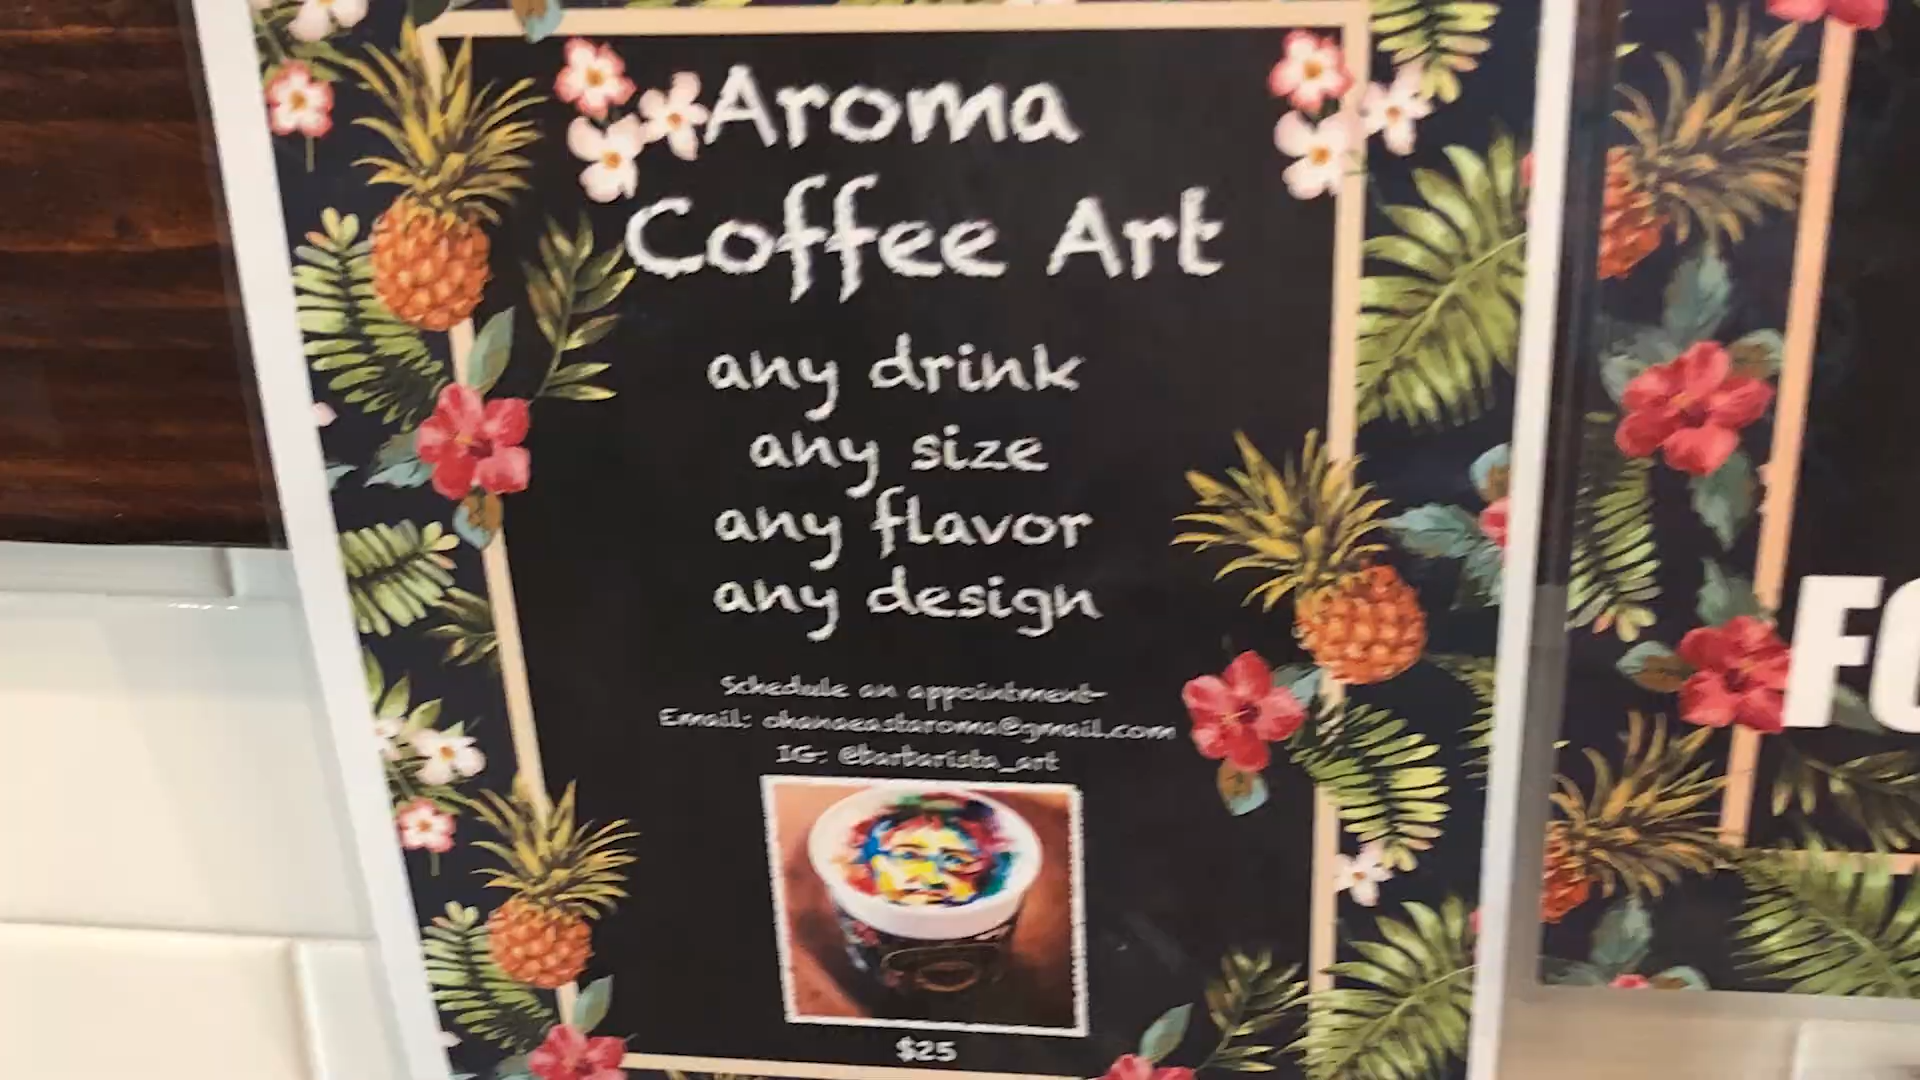 Aroma
Coffee Art
any drink
any size
any flavor
any design
Schedule an appointment-
Email: ohanaeastaroma@gmail.com
IG: @barbarista_art
$25